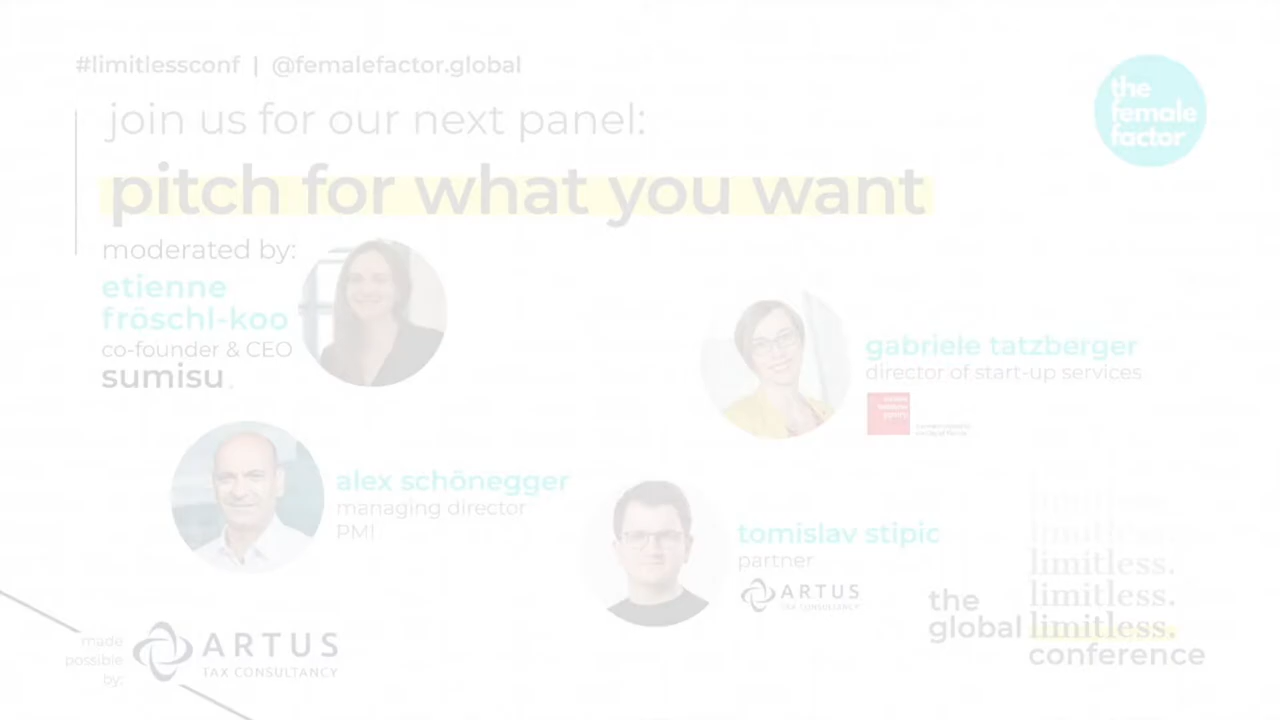 #limitlessconf | @femalefactor.global
the
female
factor
join us for our next panel:
pitch for what you want
moderated by:
etienne
fröschl-koo
co-founder & CEO
sumisu.
gabriele tatzberger
director of start-up services
alex schönegger
managing director
PMI
tomislav stipic
partner
ARTUS
TAX CONSULTANCY
made
possible
by:
ARTUS
TAX CONSULTANCY
limitless.
limitless.
the
global limitless.
conference